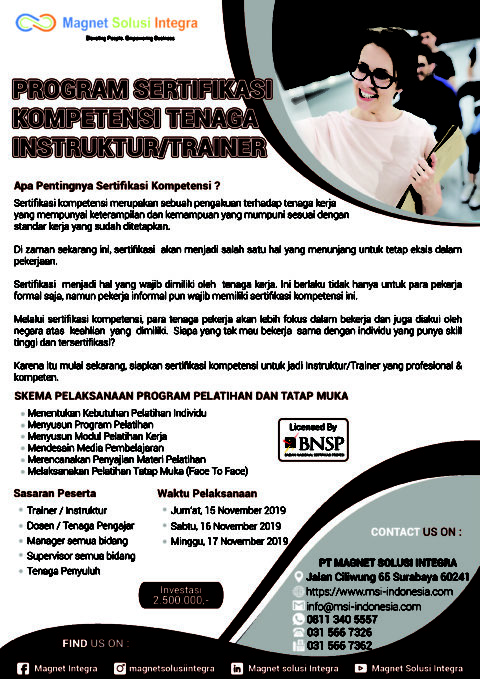 Magnet Solusi Integra
Boosting People. Empowering Business
PROGRAM SERTIFIKASI
KOMPETENSI TENAGA
INSTRUKTUR/TRAINER
Apa Pentingnya Sertifikasi Kompetensi ?
Sertifikasi kompetensi merupakan sebuah pengakuan terhadap tenaga kerja
yang mempunyai keterampilan dan kemampuan yang mumpuni sesuai dengan
standar kerja yang sudah ditetapkan.
Di zaman sekarang ini, sertifikasi akan menjadi salah satu hal yang menunjang untuk tetap eksis dalam
pekerjaan.
Sertifikasi menjadi hal yang wajib dimiliki oleh tenaga kerja. Ini berlaku tidak hanya untuk para pekerja
formal saja, namun pekerja informal pun wajib memiliki sertifikasi kompetensi ini.
Melalui sertifikasi kompetensi, para tenaga pekerja akan lebih fokus dalam bekerja dan juga diakui oleh
negara atas keahlian yang dimiliki. Siapa yang tak mau bekerja sama dengan individu yang punya skill
tinggi dan tersertifikasi?
Karena itu mulai sekarang, siapkan sertifikasi kompetensi untuk jadi Instruktur/Trainer yang profesional &
kompeten.
SKEMA PELAKSANAAN PROGRAM PELATIHAN DAN TATAP MUKA
Menentukan Kebutuhan Pelatihan Individu
Menyusun Program Pelatihan
Menyusun Modul Pelatihan Kerja
Mendesain Media Pembelajaran
Merencanakan Penyajian Materi Pelatihan
Melaksanakan Pelatihan Tatap Muka (Face To Face)
Licensed By
BNSP
BADAN NASIONAL SERTIFIKASI PROFESI
Sasaran Peserta
Trainer / Instruktur
Dosen / Tenaga Pengajar
Manager semua bidang
Supervisor semua bidang
Tenaga Penyuluh
Waktu Pelaksanaan
Jum'at, 15 November 2019
Sabtu, 16 November 2019
Minggu, 17 November 2019
Investasi
2.500.000,-
CONTACT US ON :
PT MAGNET SOLUSI INTEGRA
Jalan Ciliwung 65 Surabaya 60241
https://www.msi-indonesia.com
info@msi-indonesia.com
0811 340 5557
031 566 7326
031 566 7362
FIND US ON :
Magnet Integra
magnetsolusiintegra
Magnet solusi Integra
Magnet Solusi Integra